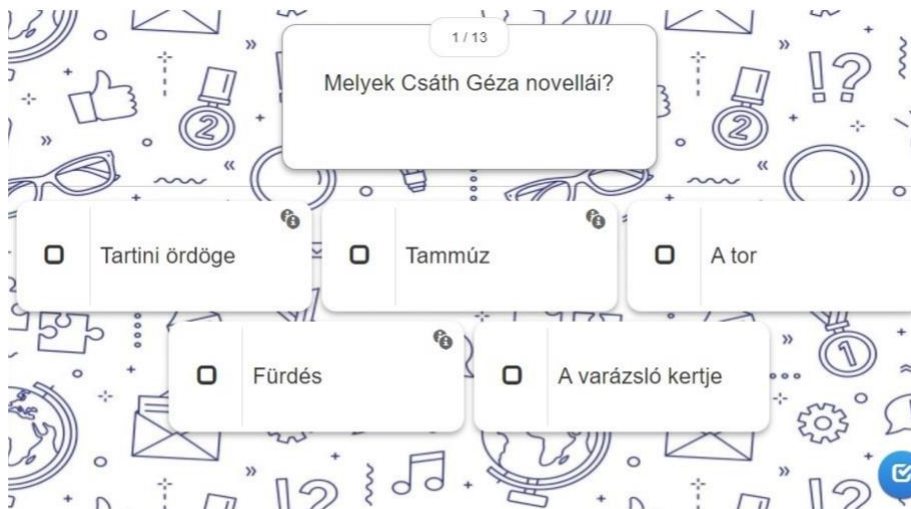 1 / 13
Melyek Csáth Géza novellái?
Tartini ördöge
Tammúz
A tor
Fürdés
A varázsló kertje